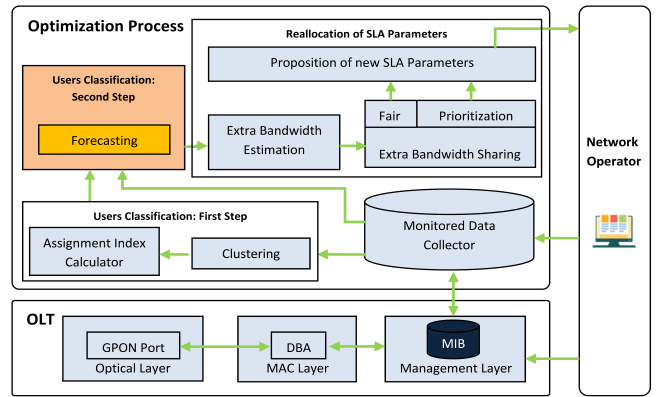 Optimization Process
Reallocation of SLA Parameters
Proposition of new SLA Parameters
Users Classification:
Second Step
Forecasting
Extra Bandwidth
Estimation
Fair
Prioritization
Extra Bandwidth Sharing
Network
Operator
Users Classification: First Step
Assignment Index
Calculator
Clustering
Monitored Data
Collector
OLT
GPON Port
Optical Layer
DBA
MAC Layer
MIB
Management Layer